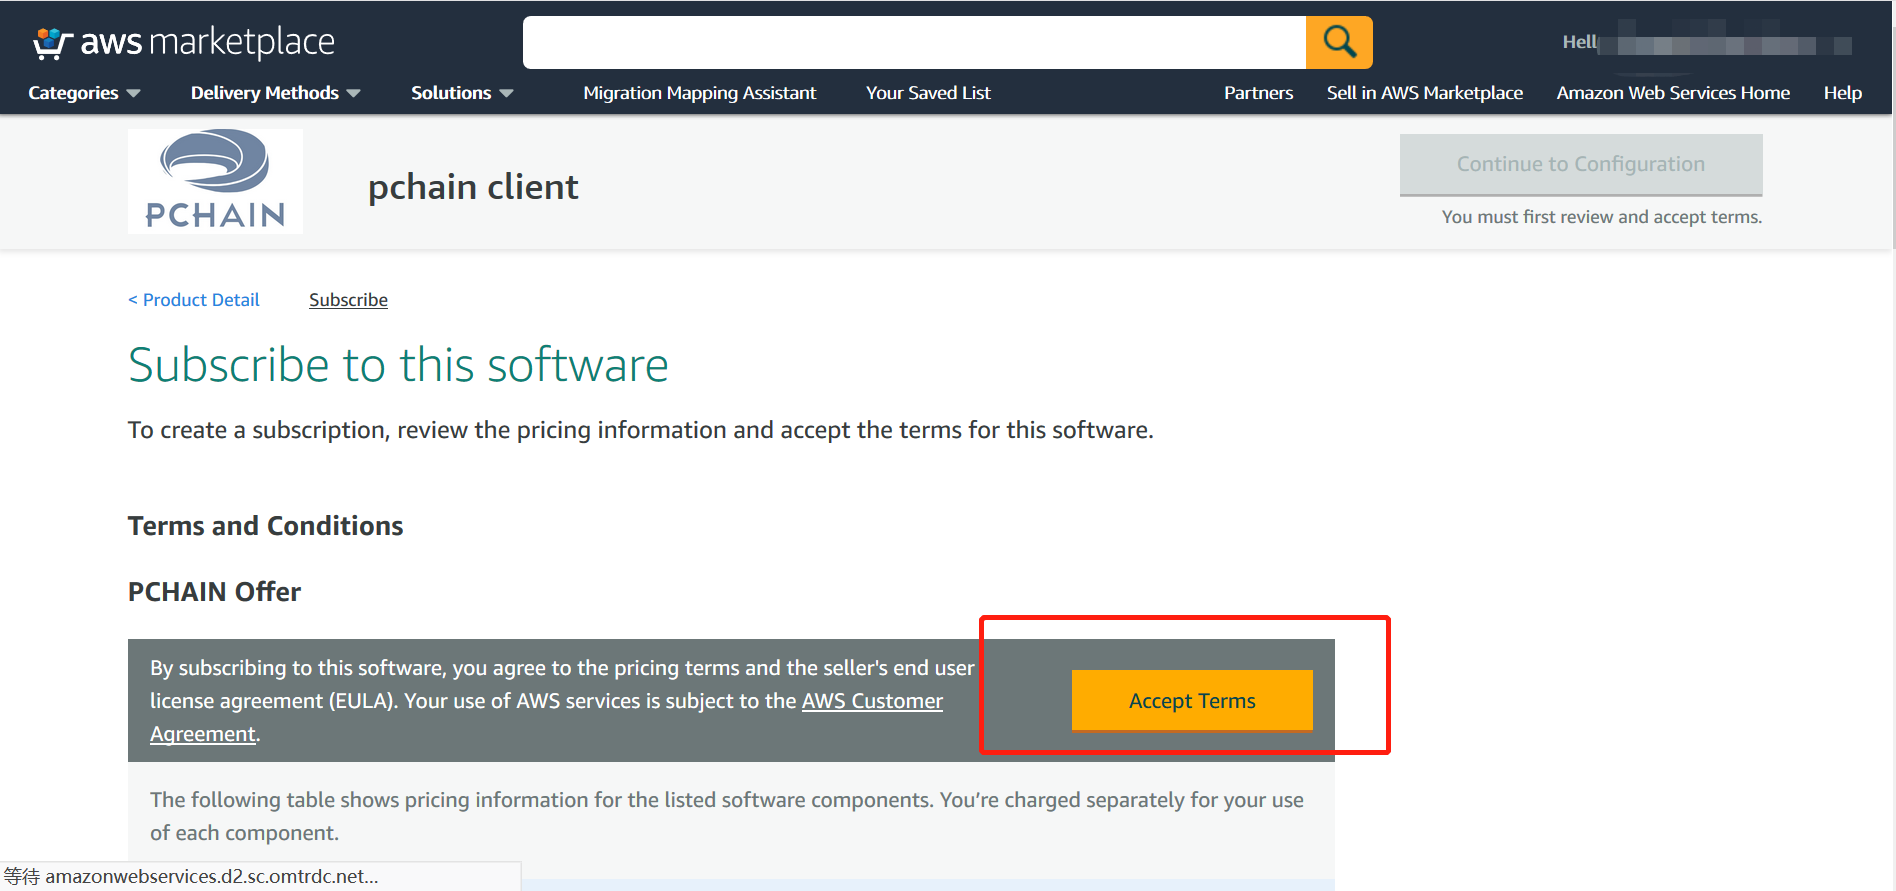 aws marketplace
Hell
Categories
Delivery Methods
Solutions
Migration Mapping Assistant
Your Saved List
Partners
Sell in AWS Marketplace
Amazon Web Services Home
Help
PCHAIN
pchain client
Continue to Configuration
You must first review and accept terms.
< Product Detail
Subscribe
Subscribe to this software
To create a subscription, review the pricing information and accept the terms for this software.
Terms and Conditions
PCHAIN Offer
By subscribing to this software, you agree to the pricing terms and the seller's end user
license agreement (EULA). Your use of AWS services is subject to the AWS Customer
Agreement.
Accept Terms
The following table shows pricing information for the listed software components. You’re charged separately for your use
of each component.
等待 amazonwebservices.d2.sc.omtrdc.net...